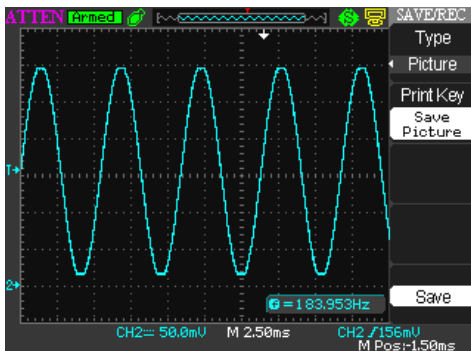 ATTEN Armed SAVE/REC
Type
Picture
Print Key
Save
Picture
T
2
=183.953Hz
Save
CH2 50.0mV M 2.50ms CH2 /156mV
M Pos:-1.50ms